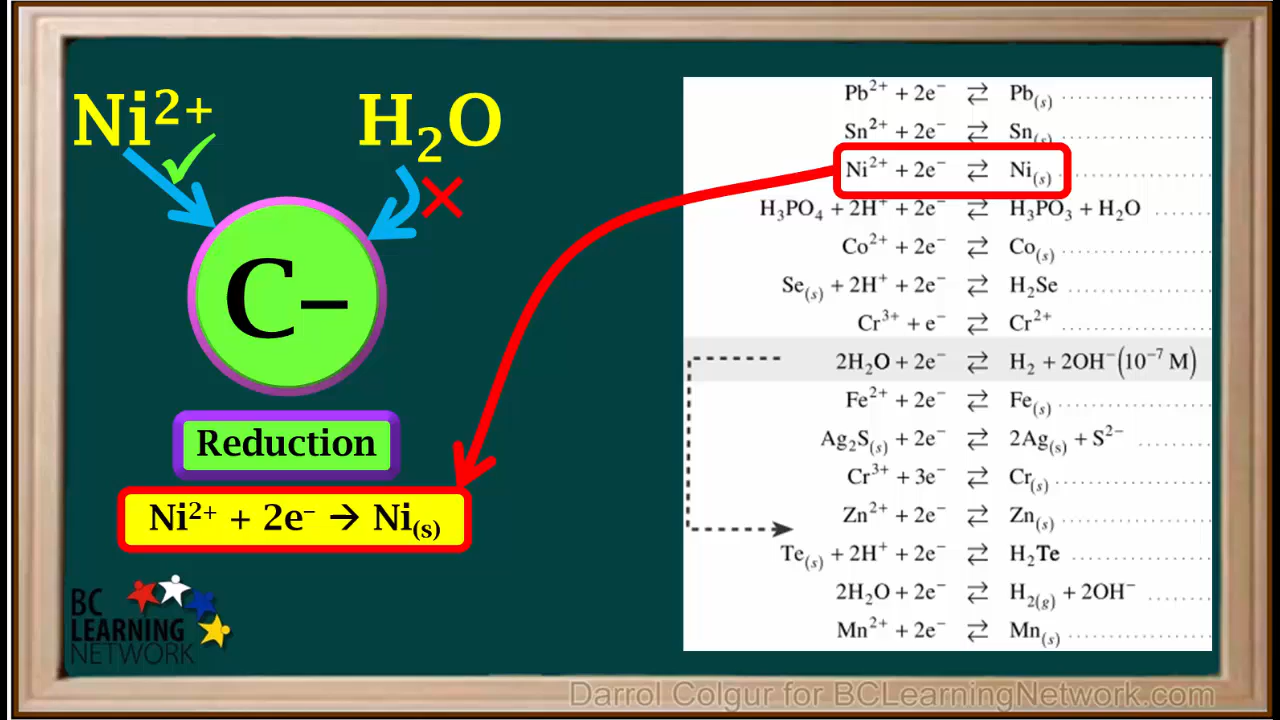 Ni²⁺
H₂O
C–
Reduction
Ni²⁺ + 2e⁻ → Ni₍s₎
BC
LEARNING
NETWORK
Pb²⁺ + 2e⁻ ⇄ Pb₍s₎ ....................
Sn²⁺ + 2e⁻ ⇄ Sn₍s₎ ....................
Ni²⁺ + 2e⁻ ⇄ Ni₍s₎ ....................
H₃PO₄ + 2H⁺ + 2e⁻ ⇄ H₃PO₃ + H₂O .......
Co²⁺ + 2e⁻ ⇄ Co₍s₎ ....................
Se₍s₎ + 2H⁺ + 2e⁻ ⇄ H₂Se ....................
Cr³⁺ + e⁻ ⇄ Cr²⁺ ....................
2H₂O + 2e⁻ ⇄ H₂ + 2OH⁻(10⁻⁷ M)
Fe²⁺ + 2e⁻ ⇄ Fe₍s₎ ....................
Ag₂S₍s₎ + 2e⁻ ⇄ 2Ag₍s₎ + S²⁻ .........
Cr³⁺ + 3e⁻ ⇄ Cr₍s₎ ....................
Zn²⁺ + 2e⁻ ⇄ Zn₍s₎ ....................
Te₍s₎ + 2H⁺ + 2e⁻ ⇄ H₂Te ..................
2H₂O + 2e⁻ ⇄ H₂₍g₎ + 2OH⁻ ........
Mn²⁺ + 2e⁻ ⇄ Mn₍s₎ ....................
Darrol Colgur for BCLearningNetwork.com